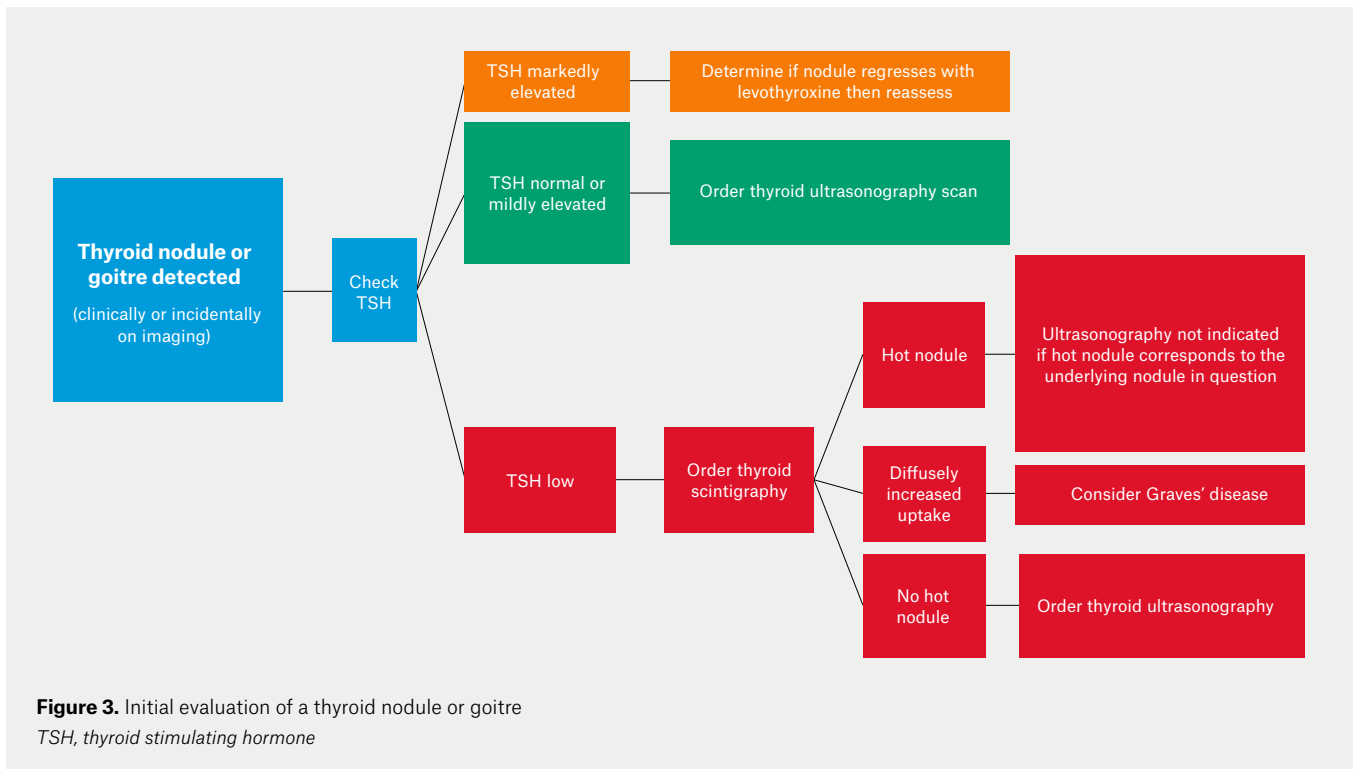 Thyroid nodule or
goitre detected
(clinically or incidentally
on imaging)
Check
TSH
TSH markedly
elevated
Determine if nodule regresses with
levothyroxine then reassess
TSH normal or
mildly elevated
Order thyroid ultrasonography scan
TSH low
Order thyroid
scintigraphy
Hot nodule
Ultrasonography not indicated
if hot nodule corresponds to the
underlying nodule in question
Diffusely
increased
uptake
Consider Graves’ disease
No hot
nodule
Order thyroid ultrasonography
Figure 3. Initial evaluation of a thyroid nodule or goitre
TSH, thyroid stimulating hormone